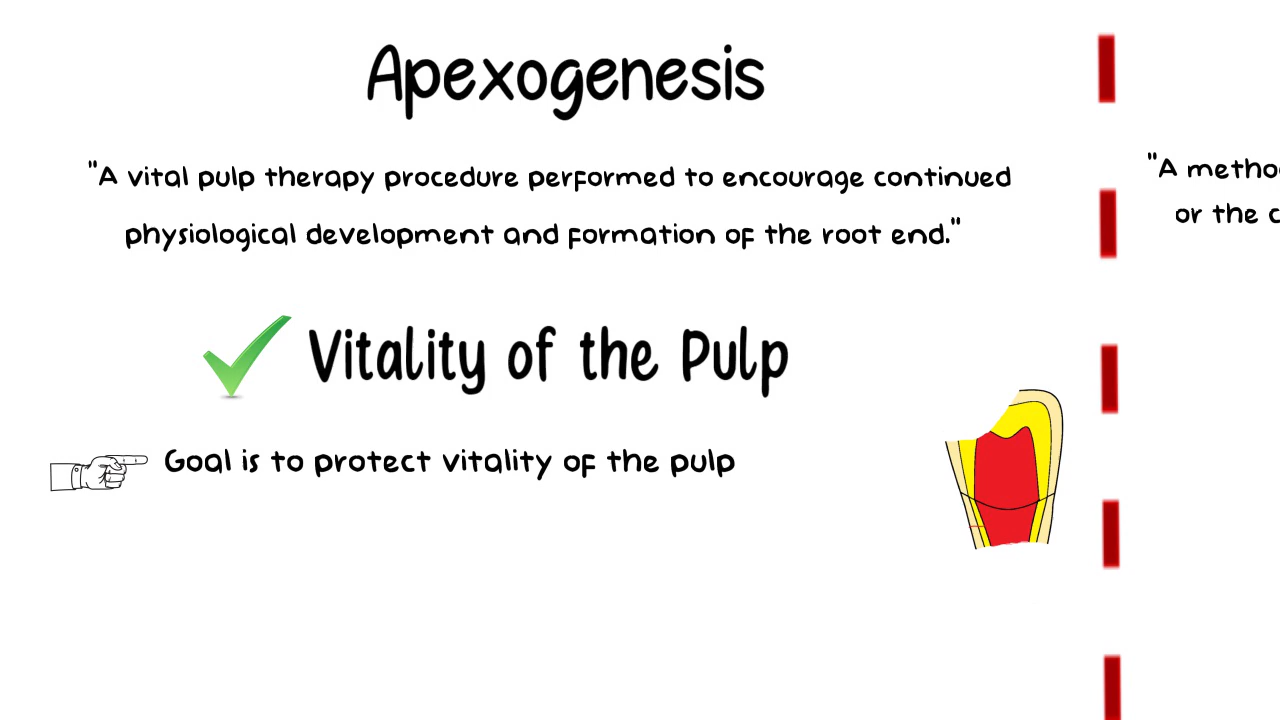 Apexogenesis
"A vital pulp therapy procedure performed to encourage continued
physiological development and formation of the root end."
Vitality of the Pulp
Goal is to protect vitality of the pulp
"A metho
or the c